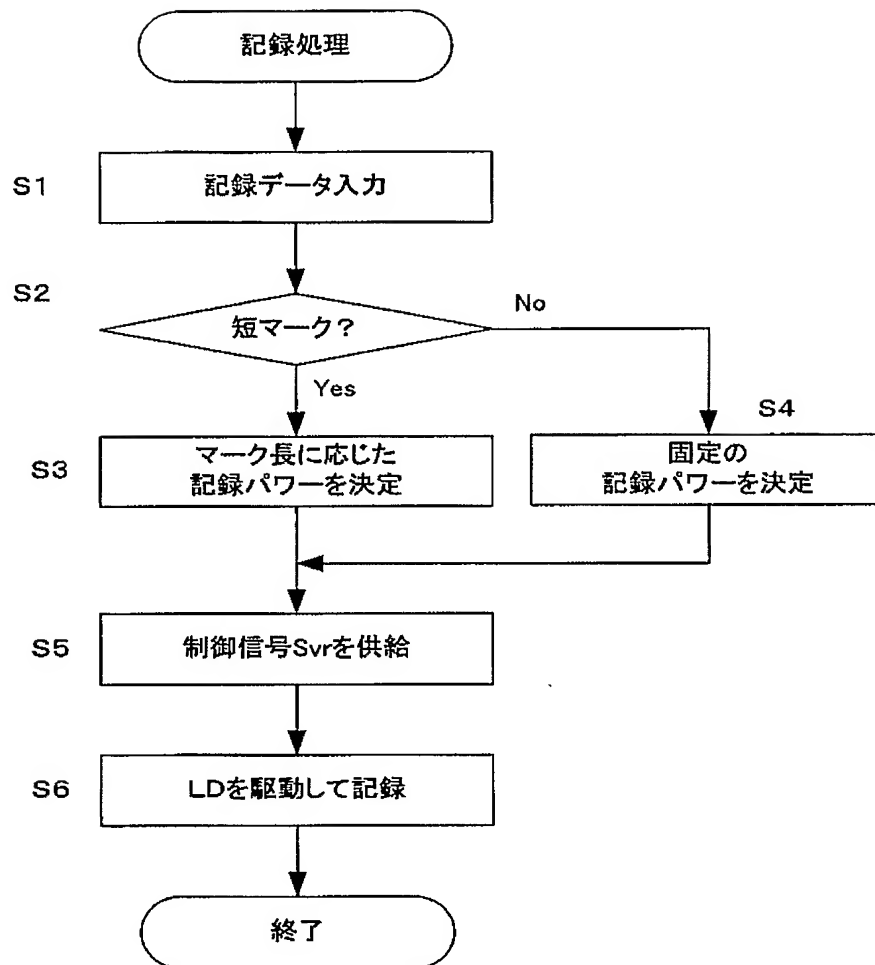 記録処理
S1
記録データ入力
S2
短マーク?
No
Yes
S4
S3
マーク長に応じた
記録パワーを決定
固定の
記録パワーを決定
S5
制御信号Svrを供給
S6
LDを駆動して記録
終了